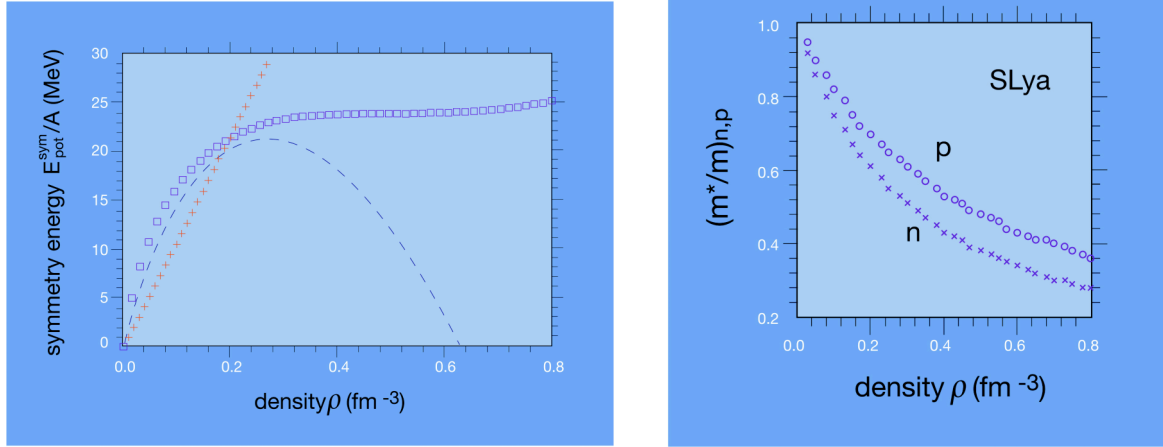 symmetry energy E_pot^sym/A (MeV)
30
25
20
15
10
5
0
0.0 0.2 0.4 0.6 0.8
density ρ (fm -3)
(m*/m)n,p
1.0
0.8
0.6
0.4
0.2
SLya
p
n
0.0 0.2 0.4 0.6 0.8
density ρ (fm -3)